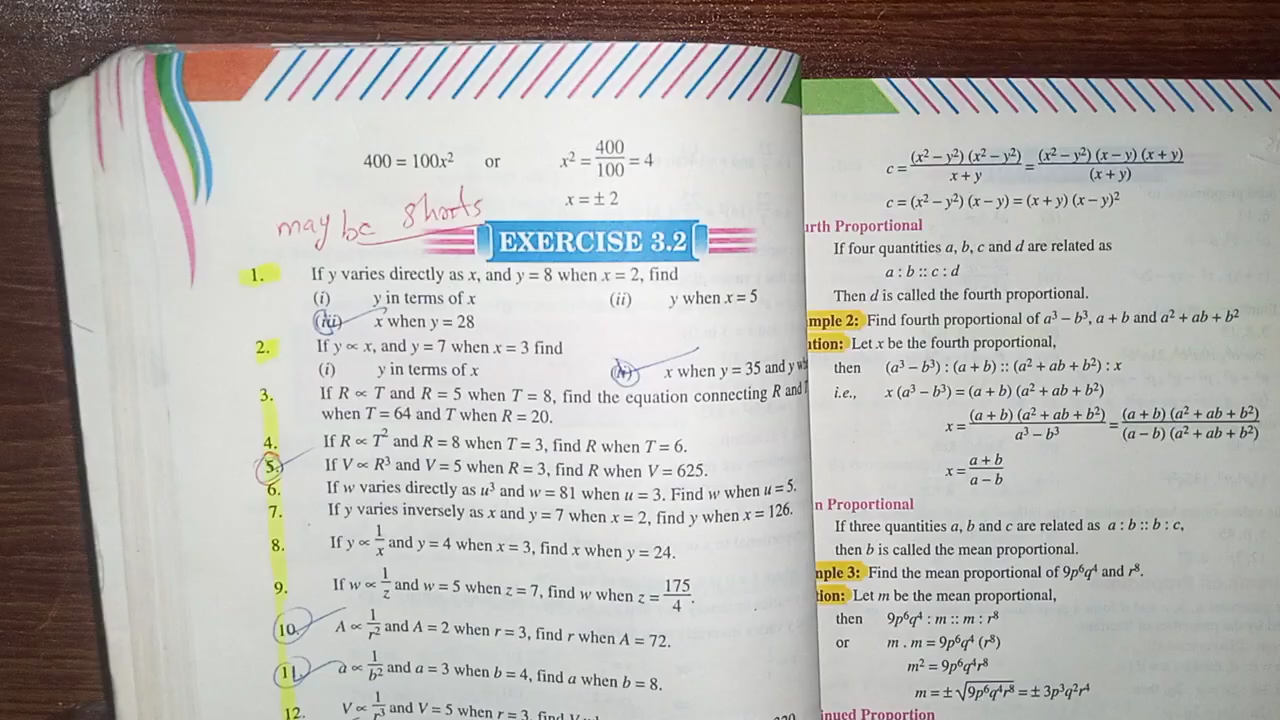 400 = 100x² or x² = 400/100 = 4
x = ± 2
may be shorts
EXERCISE 3.2
1. If y varies directly as x, and y = 8 when x = 2, find
(i) y in terms of x (ii) y when x = 5
(iii) x when y = 28
2. If y ∝ x, and y = 7 when x = 3 find
(i) y in terms of x (ii) x when y = 35 and y
3. If R ∝ T and R = 5 when T = 8, find the equation connecting R and
when T = 64 and T when R = 20.
4. If R ∝ T² and R = 8 when T = 3, find R when T = 6.
5. If V ∝ R³ and V = 5 when R = 3, find R when V = 625.
6. If w varies directly as u³ and w = 81 when u = 3. Find w when u = 5.
7. If y varies inversely as x and y = 7 when x = 2, find y when x = 126.
8. If y ∝ 1/x and y = 4 when x = 3, find x when y = 24.
9. If w ∝ 1/z and w = 5 when z = 7, find w when z = 175/4.
10. A ∝ 1/r² and A = 2 when r = 3, find r when A = 72.
11. a ∝ 1/b² and a = 3 when b = 4, find a when b = 8.
12. V ∝ 1/r³ and V = 5 when r = 3, find
c = (x² – y²) (x² – y²)/x + y = (x² – y²) (x – y) (x + y)/(x + y)
c = (x² – y²) (x – y) = (x + y) (x – y)²
urth Proportional
If four quantities a, b, c and d are related as
a : b :: c : d
Then d is called the fourth proportional.
mple 2: Find fourth proportional of a³ – b³, a + b and a² + ab + b²
tion: Let x be the fourth proportional,
then (a³ – b³) : (a + b) :: (a² + ab + b²) : x
i.e., x (a³ – b³) = (a + b) (a² + ab + b²)
x = (a + b) (a² + ab + b²)/a³ – b³ = (a + b) (a² + ab + b²)/(a – b) (a² + ab + b²)
x = a + b/a – b
n Proportional
If three quantities a, b and c are related as a : b :: b : c,
then b is called the mean proportional.
mple 3: Find the mean proportional of 9p⁶q⁴ and r⁸.
tion: Let m be the mean proportional,
then 9p⁶q⁴ : m :: m : r⁸
or m . m = 9p⁶q⁴ (r⁸)
m² = 9p⁶q⁴r⁸
m = ± √9p⁶q⁴r⁸ = ± 3p³q²r⁴
inued Proportion